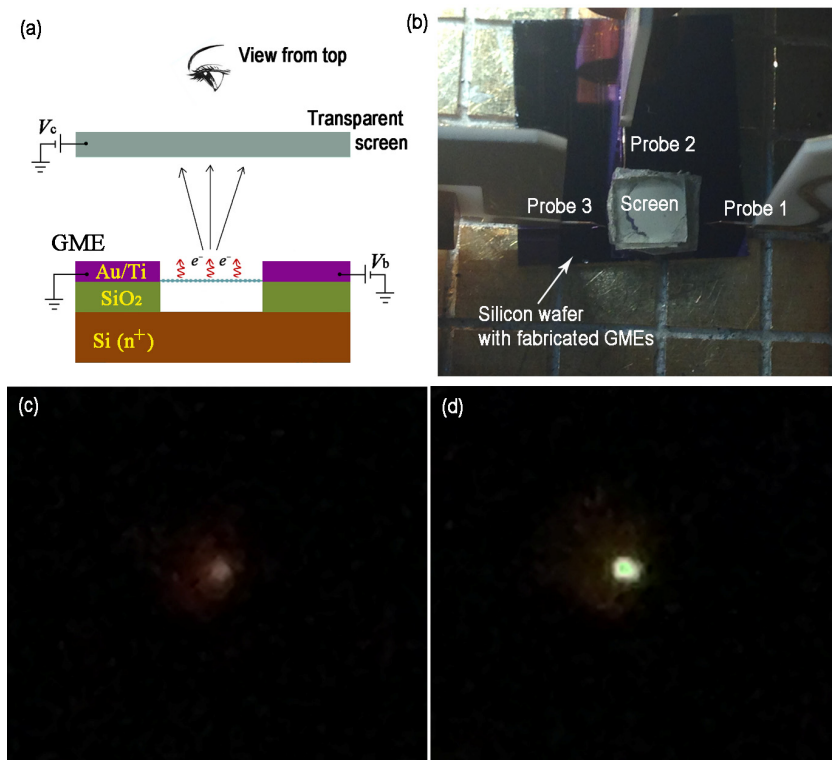 (a)
View from top
Transparent
screen
Vc
GME
Au/Ti
SiO2
Si (n+)
e-
e-
Vb
(b)
Probe 2
Probe 3
Screen
Probe 1
Silicon wafer
with fabricated GMEs
(c)
(d)